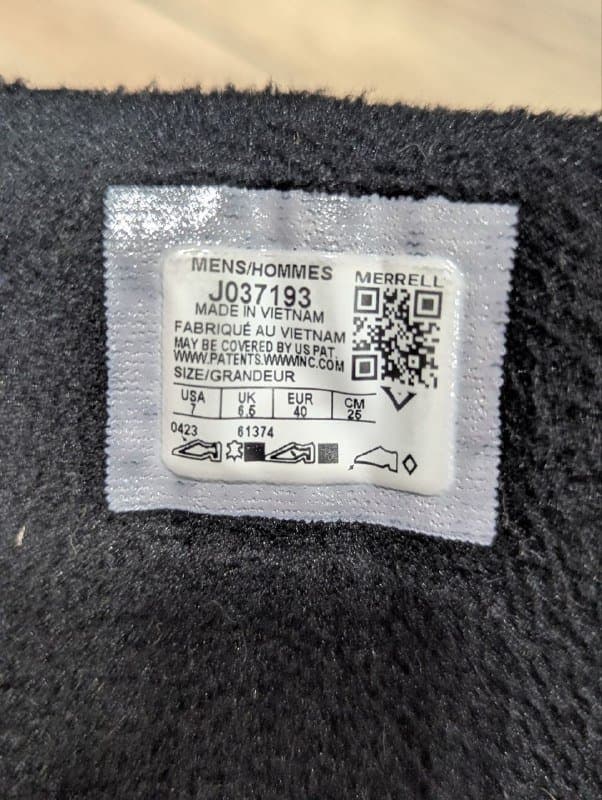 MENS/HOMMES
MERRELL
J037193
MADE IN VIETNAM
FABRIQUÉ AU VIETNAM
MAY BE COVERED BY US PAT.
WWW.PATENTS.WWWINC.COM
SIZE/GRANDEUR
USA UK EUR CM
7 6.5 40 25
0423 61374